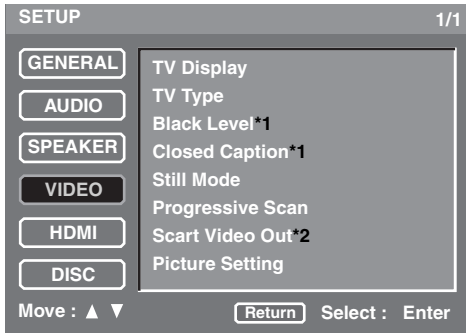 SETUP 1/1
GENERAL
AUDIO
SPEAKER
VIDEO
HDMI
DISC
TV Display
TV Type
Black Level*1
Closed Caption*1
Still Mode
Progressive Scan
Scart Video Out*2
Picture Setting
Move : ▲ ▼ Return Select : Enter